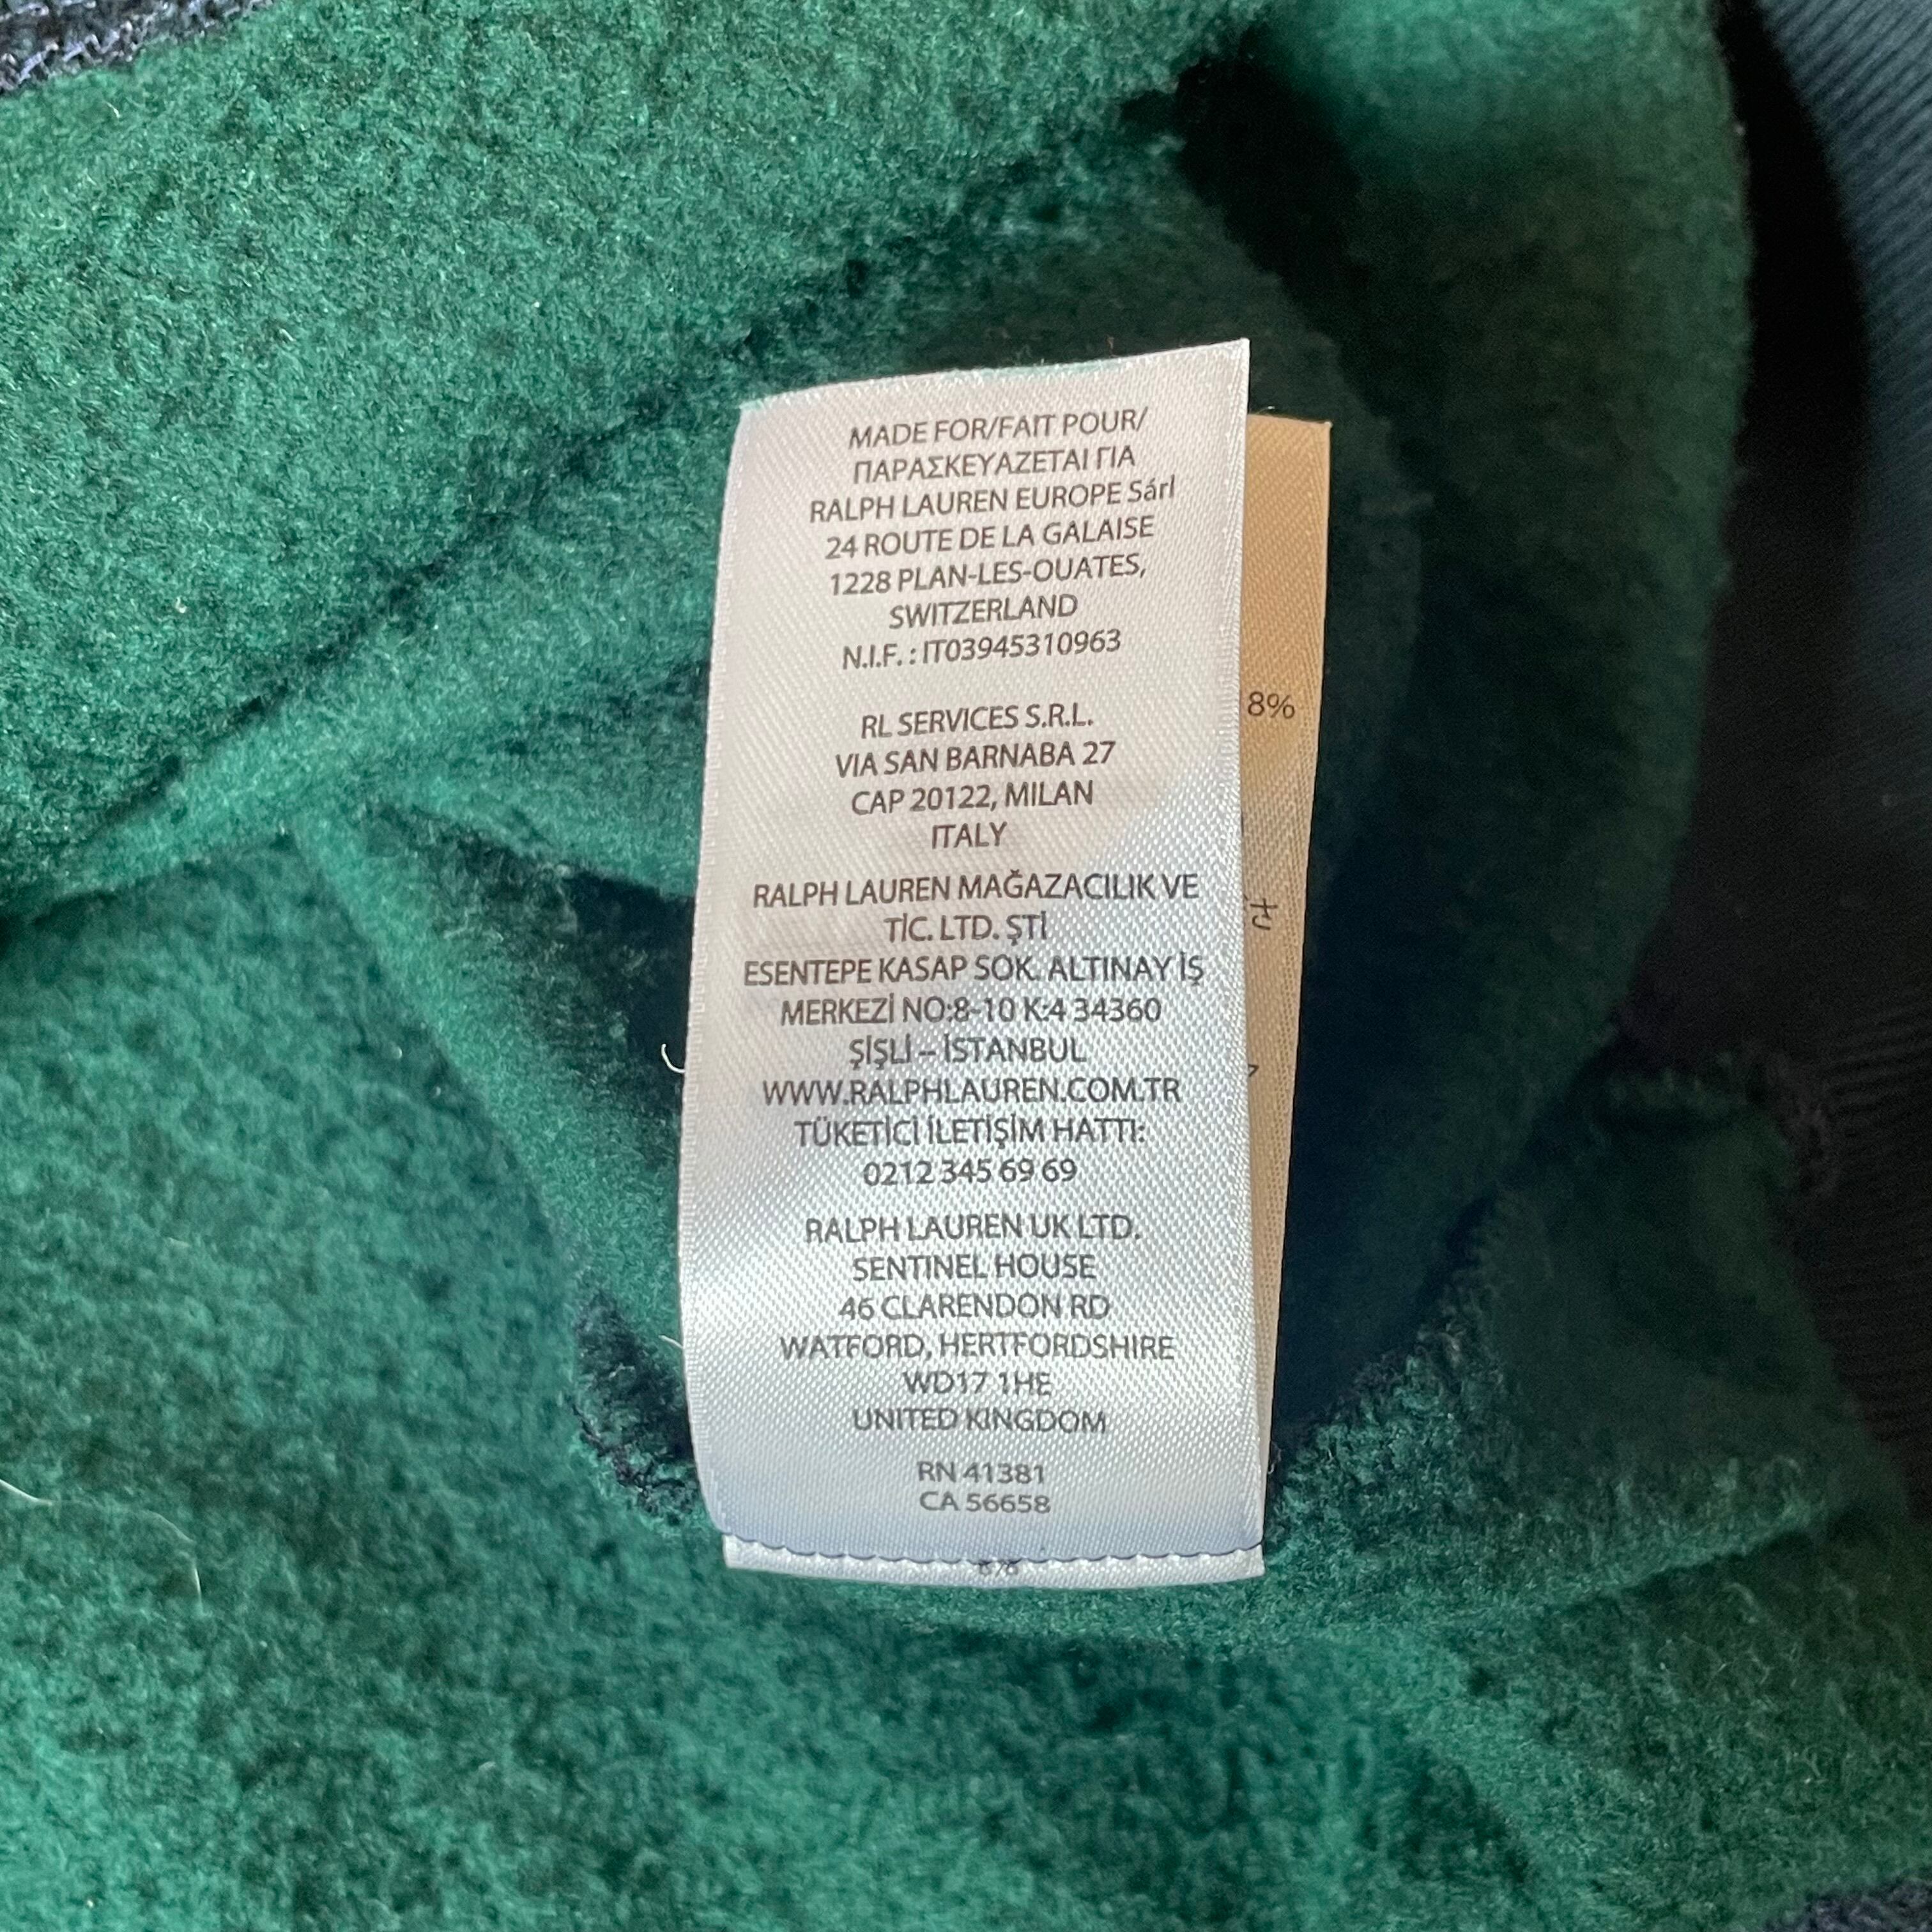 MADE FOR/FAIT POUR/
ΠΑΡΑΣΚΕΥΑΖΕΤΑΙ ΓΙΑ
RALPH LAUREN EUROPE Sárl
24 ROUTE DE LA GALAISE
1228 PLAN-LES-OUATES,
SWITZERLAND
N.I.F. : IT03945310963
RL SERVICES S.R.L.
VIA SAN BARNABA 27
CAP 20122, MILAN
ITALY
RALPH LAUREN MAĞAZACILIK VE
TİC. LTD. ŞTİ
ESENTEPE KASAP SOK. ALTINAY İŞ
MERKEZİ NO:8-10 K:4 34360
ŞİŞLİ – İSTANBUL
WWW.RALPHLAUREN.COM.TR
TÜKETİCİ İLETİŞİM HATTI:
0212 345 69 69
RALPH LAUREN UK LTD.
SENTINEL HOUSE
46 CLARENDON RD
WATFORD, HERTFORDSHIRE
WD17 1HE
UNITED KINGDOM
RN 41381
CA 56658
8%